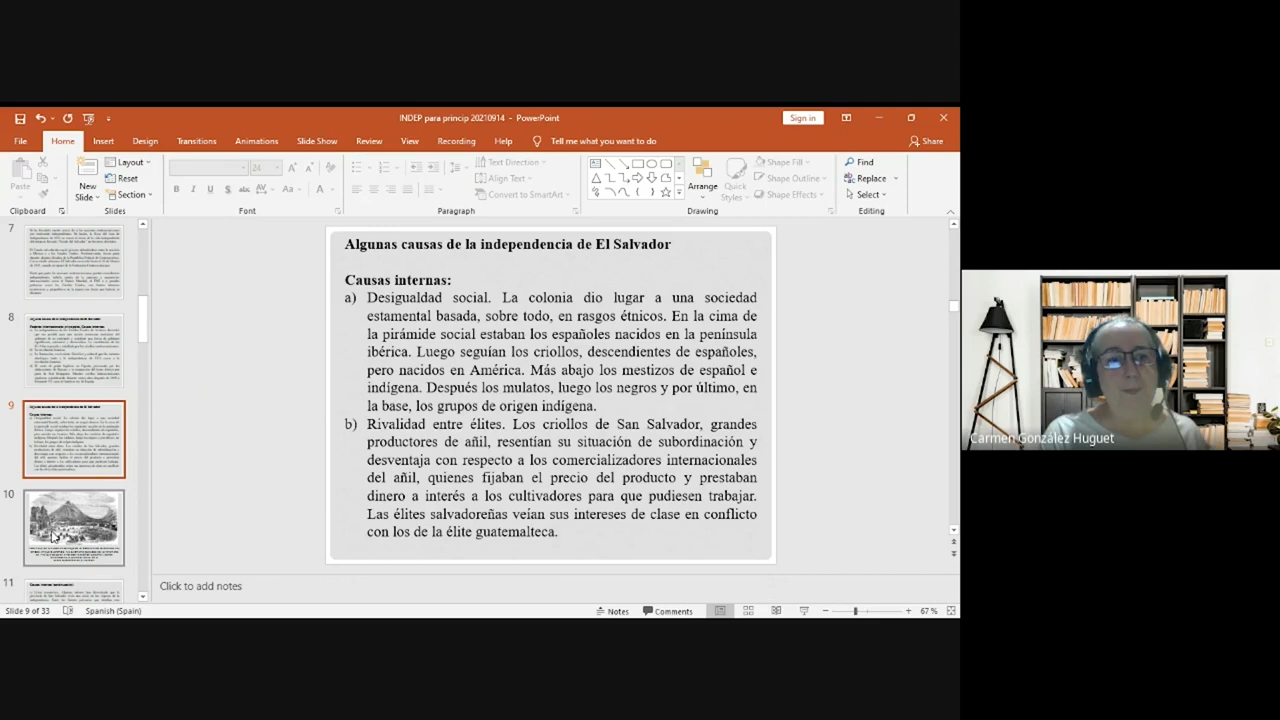 INDEP para princip 20210914 - PowerPoint
Sign in
File Home Insert Design Transitions Animations Slide Show Review View Recording Help Tell me what you want to do
Share
Paste
New
Slide
Layout
Reset
Section
24
Text Direction
Align Text
Convert to SmartArt
Arrange
Quick
Styles
Shape Fill
Shape Outline
Shape Effects
Find
Replace
Select
Clipboard Slides Font Paragraph Drawing Editing
7
8
9
10
11
Algunas causas de la independencia de El Salvador
Causas internas:
a) Desigualdad social. La colonia dio lugar a una sociedad
estamental basada, sobre todo, en rasgos étnicos. En la cima de
la pirámide social estaban los españoles nacidos en la península
ibérica. Luego seguían los criollos, descendientes de españoles
pero nacidos en América. Más abajo los mestizos de español e
indígena. Después los mulatos, luego los negros y por último, en
la base, los grupos de origen indígena.
b) Rivalidad entre élites. Los criollos de San Salvador, grandes
productores de añil, resentían su situación de subordinación y
desventaja con respecto a los comercializadores internacionales
del añil, quienes fijaban el precio del producto y prestaban
dinero a interés a los cultivadores para que pudiesen trabajar.
Las élites salvadoreñas veían sus intereses de clase en conflicto
con los de la élite guatemalteca.
Click to add notes
Slide 9 of 33 Spanish (Spain) Notes Comments 67 %
Carmen González Huguet